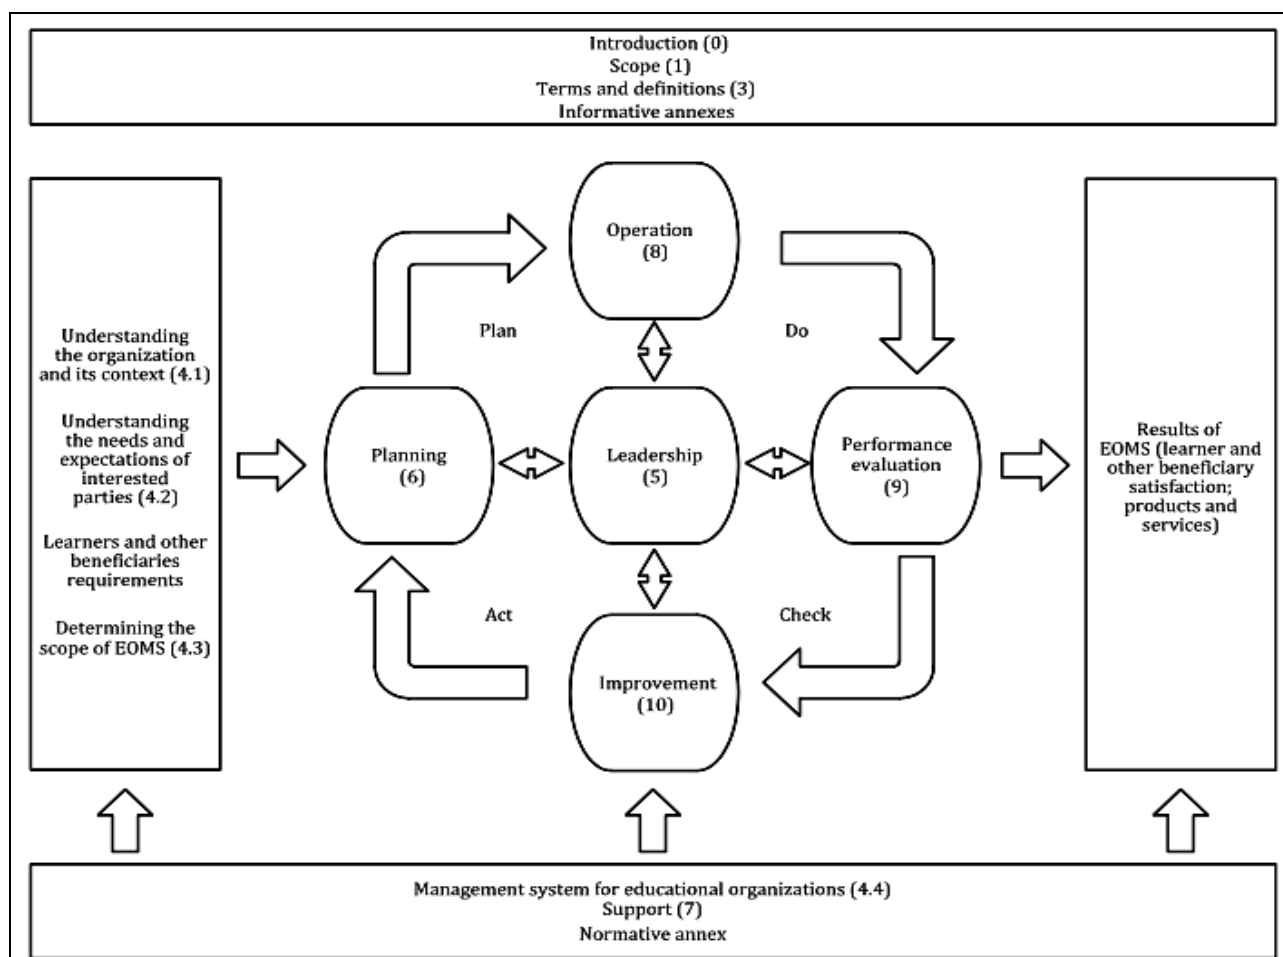 Introduction (0)
Scope (1)
Terms and definitions (3)
Informative annexes
Understanding
the organization
and its context (4.1)
Understanding
the needs and
expectations of
interested
parties (4.2)
Learners and other
beneficiaries
requirements
Determining the
scope of EOMS (4.3)
Operation
(8)
Plan
Do
Planning
(6)
Leadership
(5)
Performance
evaluation
(9)
Act
Check
Improvement
(10)
Results of
EOMS (learner and
other beneficiary
satisfaction;
products and
services)
Management system for educational organizations (4.4)
Support (7)
Normative annex